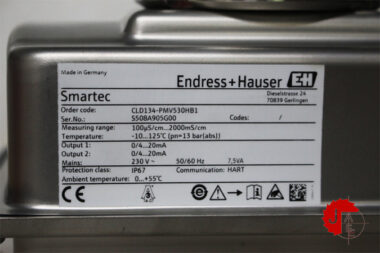 Made in Germany
Endress+Hauser EH
Dieselstrasse 24
70839 Gerlingen
Smartec
Order code: CLD134-PMV530HB1
Ser.No.: S508A905G00 Codes: /
Measuring range: 100µS/cm...2000mS/cm
Temperature: -10...125°C (pn=13 bar(abs))
Output 1: 0/4..20mA
Output 2: 0/4..20mA
Mains: 230 V ~ 50/60 Hz 7,5VA
Protection class: IP67 Communication: HART
Ambient temperature: 0...+55°C
CE